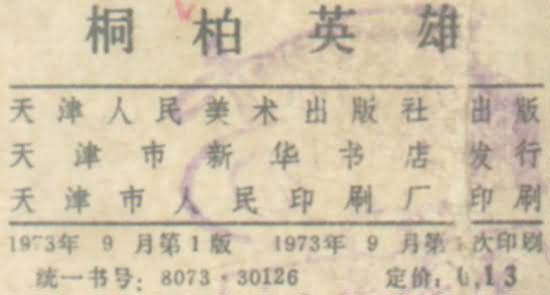 桐柏英雄
天津人民美术出版社 出版
天津市新华书店 发行
天津市人民印刷厂 印刷
1973年9月第1版 1973年9月第1次印刷
统一书号：8073·30126 定价：0.13